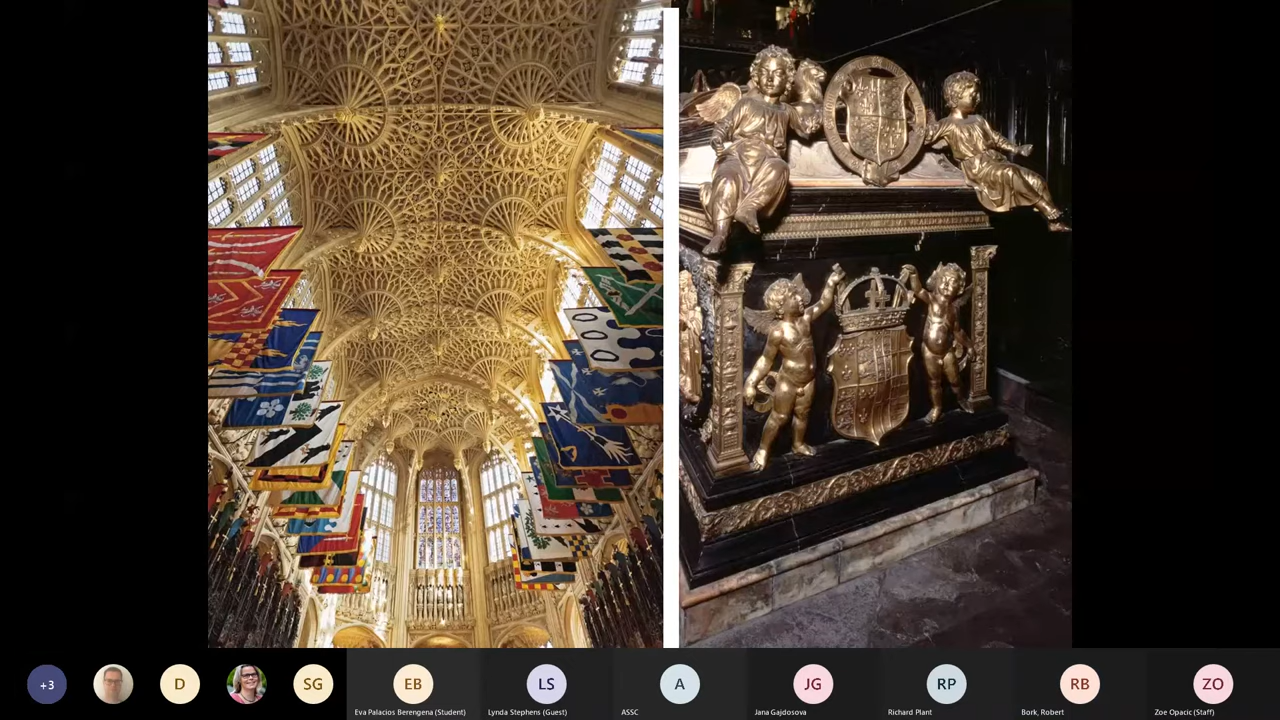 +3
D
SG
EB
LS
A
JG
RP
RB
ZO
Eva Palacios Berengena (Student)
Lynda Stephens (Guest)
ASSC
Jana Gajdosova
Richard Plant
Bork, Robert
Zoe Opacic (Staff)